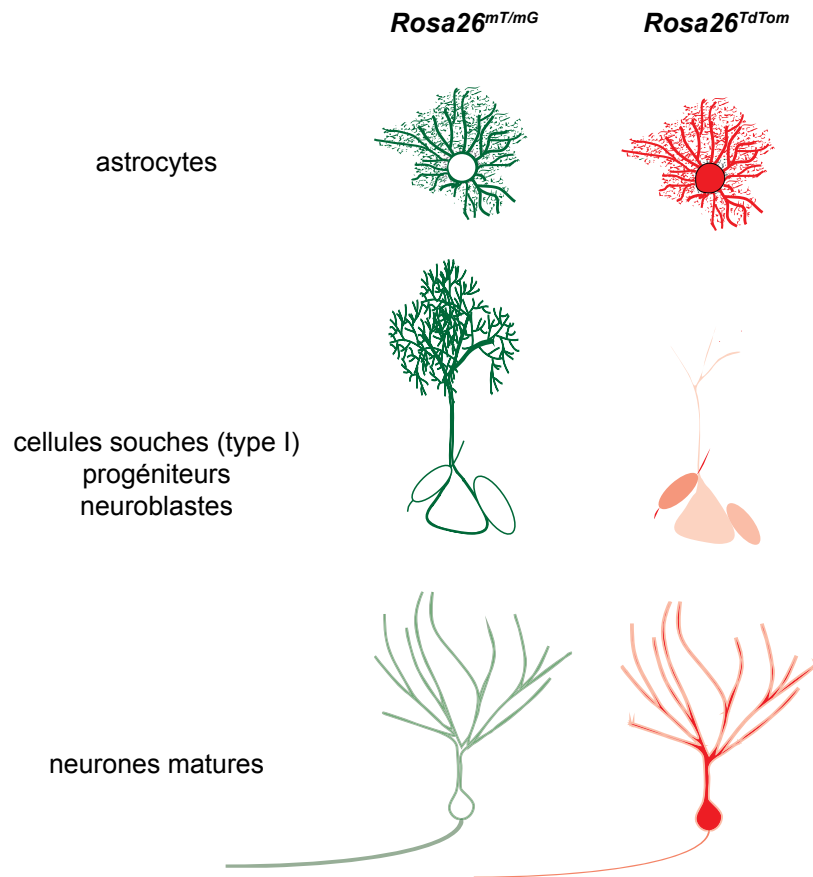 Rosa26mT/mG Rosa26TdTom
astrocytes
cellules souches (type I)
progéniteurs
neuroblastes
neurones matures